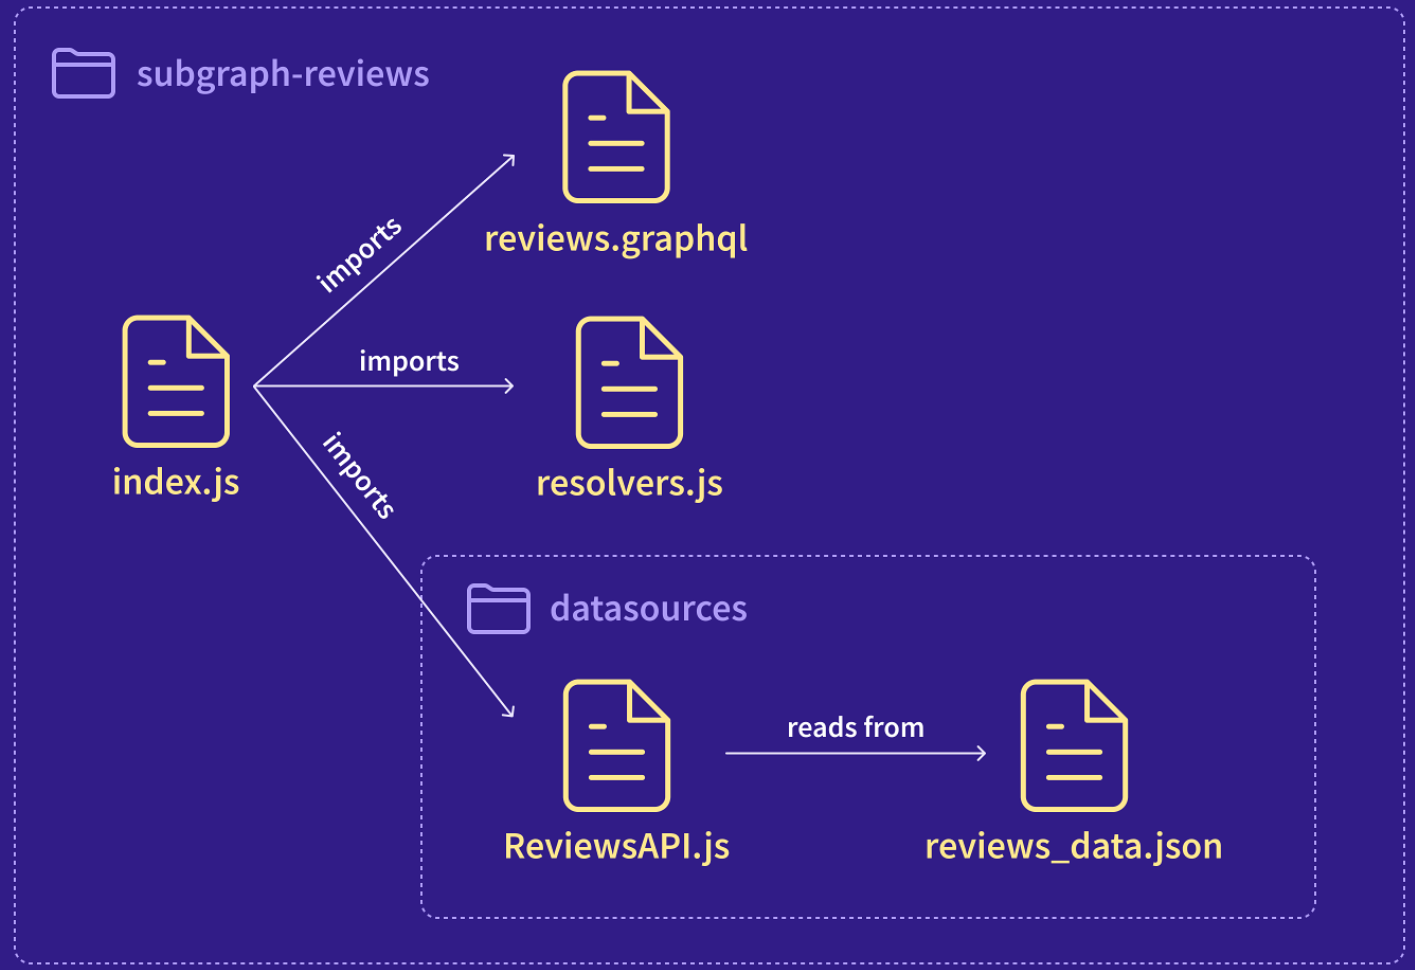 subgraph-reviews
reviews.graphql
imports
imports
index.js
resolvers.js
imports
datasources
reads from
ReviewsAPI.js
reviews_data.json